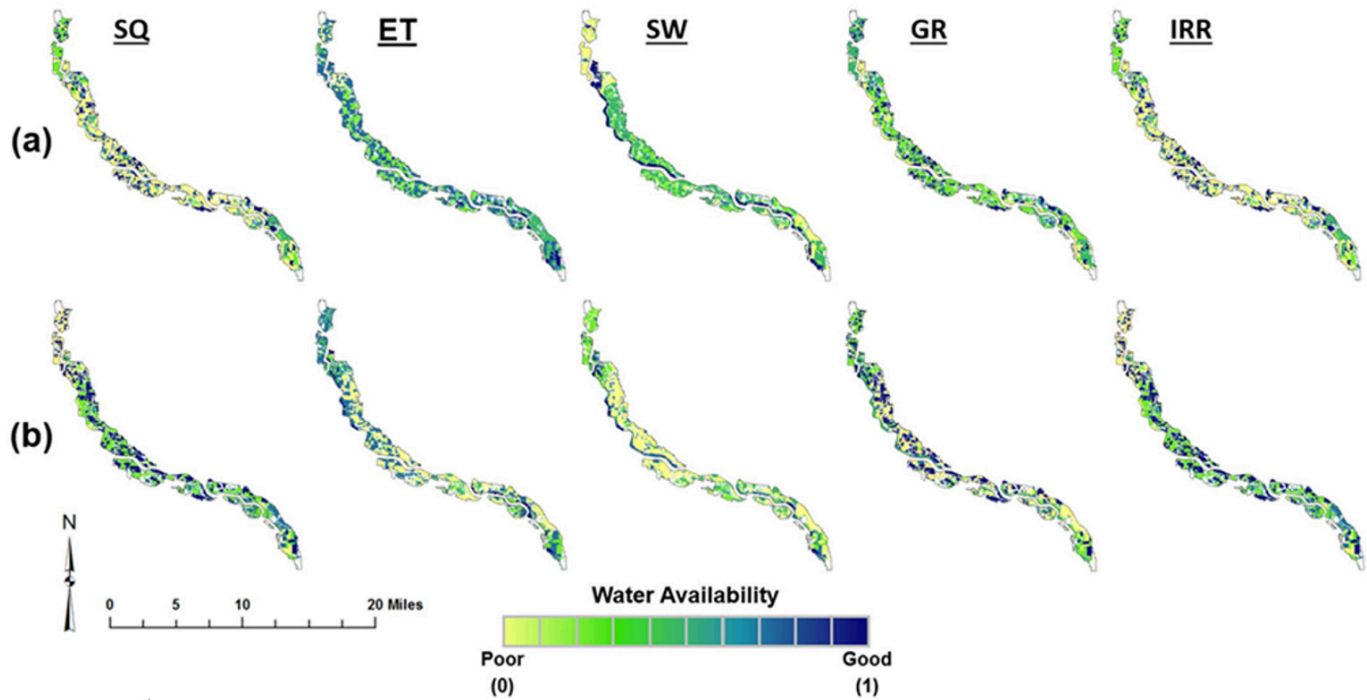 SQ ET SW GR IRR
(a)
(b)
N
0 5 10 20 Miles
Water Availability
Poor Good
(0) (1)